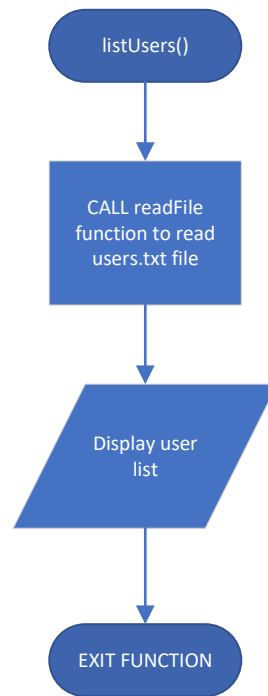 listUsers()
CALL readFile
function to read
users.txt file
Display user
list
EXIT FUNCTION